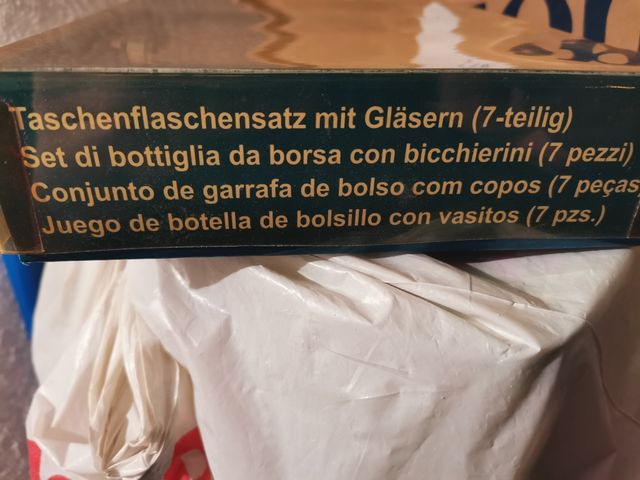 Taschenflaschensatz mit Gläsern (7-teilig)
Set di bottiglia da borsa con bicchierini (7 pezzi)
Conjunto de garrafa de bolso com copos (7 peças
Juego de botella de bolsillo con vasitos (7 pzs.)